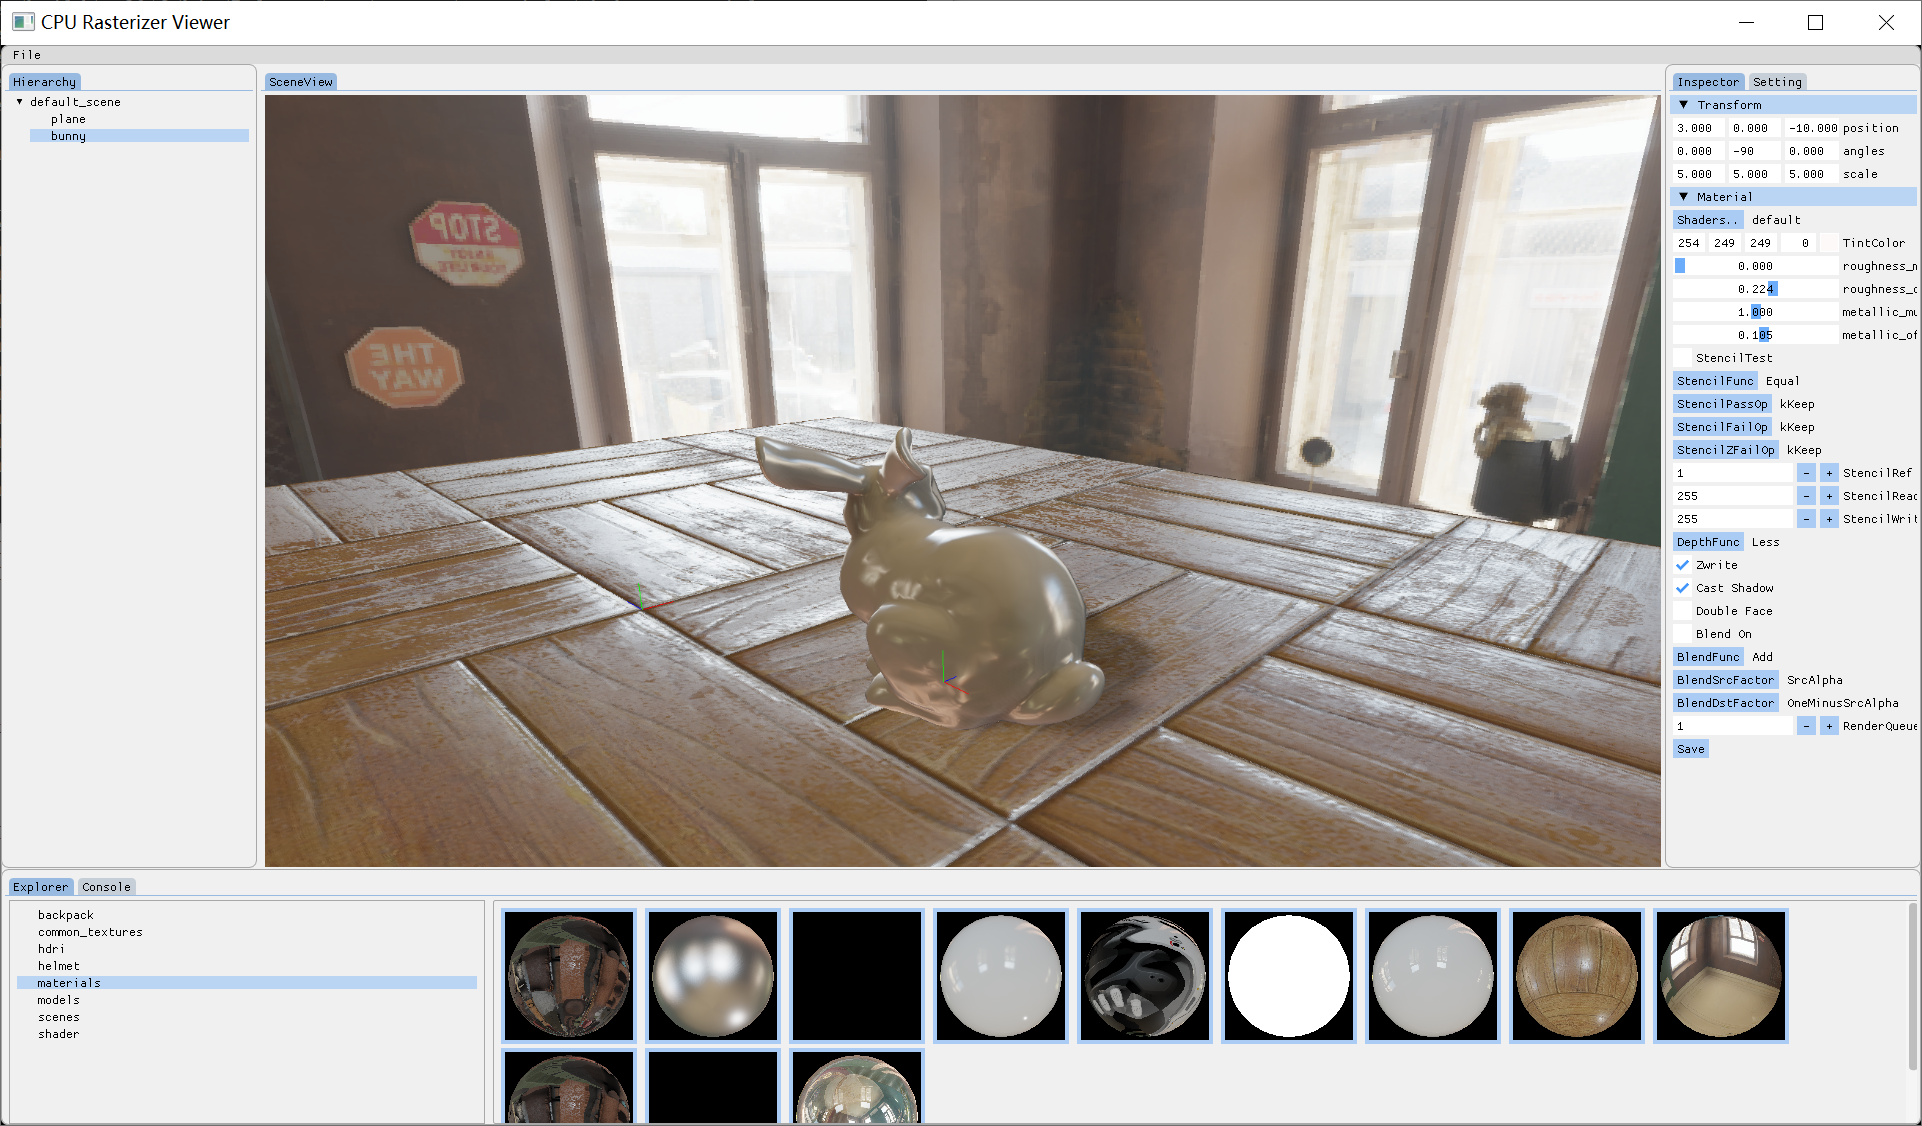 CPU Rasterizer Viewer
File
Hierarchy
default_scene
plane
bunny
SceneView
STOP
ENJOY
YOUR LIFE
THE
WAY
Inspector Setting
Transform
3.000 0.000 -10.000 position
0.000 -90 0.000 angles
5.000 5.000 5.000 scale
Material
Shaders.. default
254 249 249 0 TintColor
0.000 roughness_m
0.224 roughness_o
1.000 metallic_mu
0.105 metallic_of
StencilTest
StencilFunc Equal
StencilPassOp kKeep
StencilFailOp kKeep
StencilZFailOp kKeep
1 - + StencilRef
255 - + StencilRead
255 - + StencilWrit
DepthFunc Less
Zwrite
Cast Shadow
Double Face
Blend On
BlendFunc Add
BlendSrcFactor SrcAlpha
BlendDstFactor OneMinusSrcAlpha
1 - + RenderQueue
Save
Explorer Console
backpack
common_textures
hdri
helmet
materials
models
scenes
shader